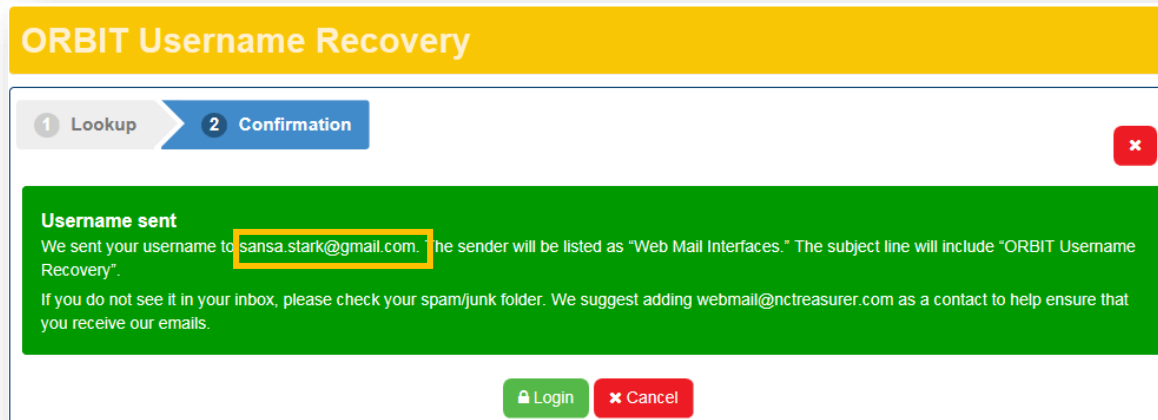 ORBIT Username Recovery
1 Lookup 2 Confirmation
Username sent
We sent your username to sansa.stark@gmail.com. The sender will be listed as “Web Mail Interfaces.” The subject line will include “ORBIT Username
Recovery”.
If you do not see it in your inbox, please check your spam/junk folder. We suggest adding webmail@nctreasurer.com as a contact to help ensure that
you receive our emails.
Login Cancel